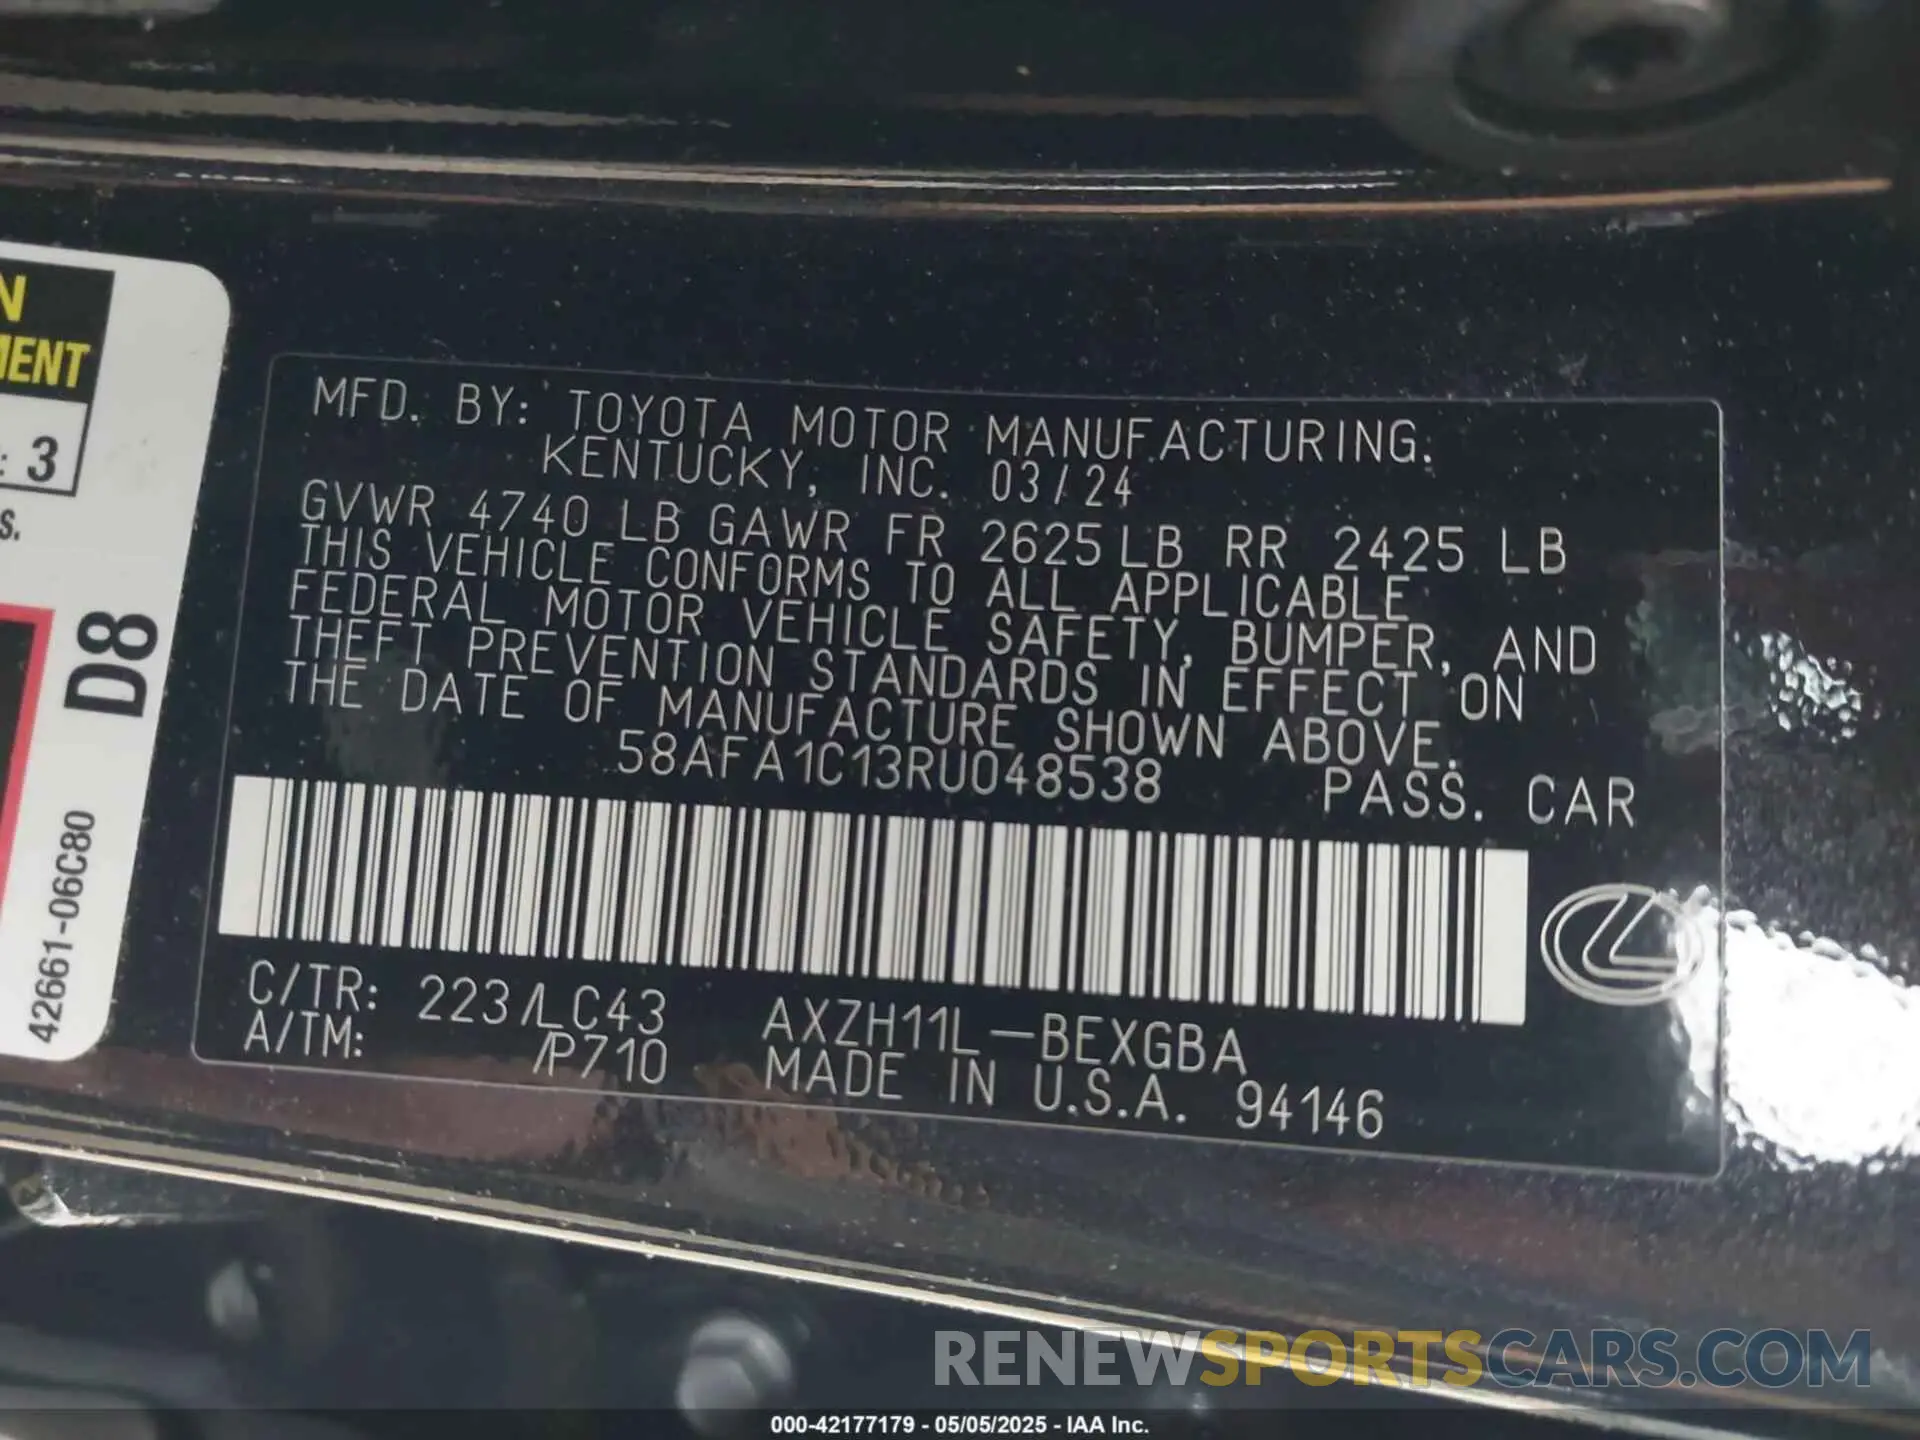 N
MENT
: 3
S.
D8
42661-06C80
MFD. BY: TOYOTA MOTOR MANUFACTURING.
KENTUCKY, INC. 03/24
GVWR 4740 LB GAWR FR 2625 LB RR 2425 LB
THIS VEHICLE CONFORMS TO ALL APPLICABLE
FEDERAL MOTOR VEHICLE SAFETY, BUMPER, AND
THEFT PREVENTION STANDARDS IN EFFECT ON
THE DATE OF MANUFACTURE SHOWN ABOVE.
58AFA1C13RU048538 PASS. CAR
C/TR: 223/LC43 AXZH11L-BEXGBA
A/TM: /P710 MADE IN U.S.A. 94146
RENEWSPORTSCARS.COM
000-42177179 - 05/05/2025 - IAA Inc.